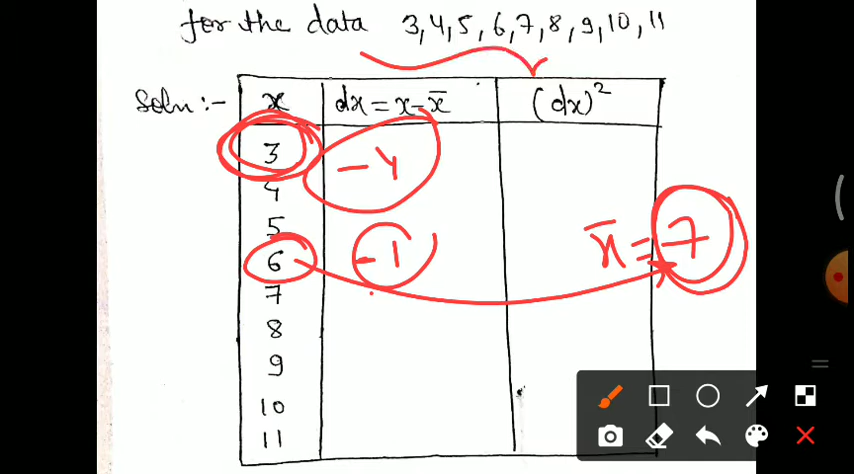 for the data 3, 4, 5, 6, 7, 8, 9, 10, 11
Soln :- x dx = x - x̄ (dx)²
3 -4
4
5
6 -1 x̄ = 7
7
8
9
10
11